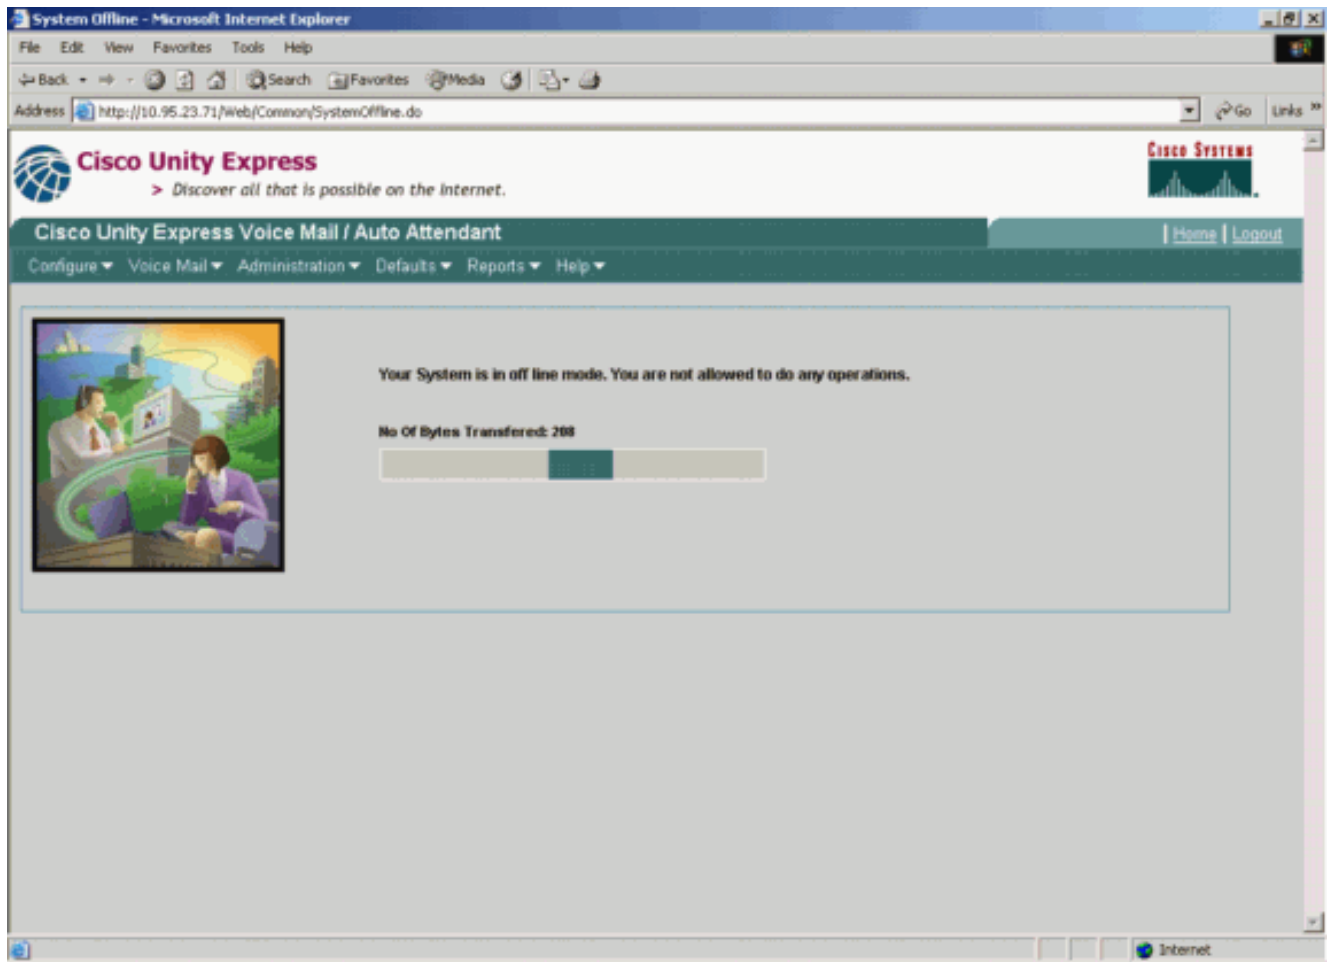 System Offline - Microsoft Internet Explorer
File Edit View Favorites Tools Help
Back Search Favorites Media
Address http://10.95.23.71/Web/Common/SystemOffline.do Go Links »
Cisco Unity Express
> Discover all that is possible on the Internet.
CISCO SYSTEMS
Cisco Unity Express Voice Mail / Auto Attendant
| Home | Logout
Configure Voice Mail Administration Defaults Reports Help
Your System is in off line mode. You are not allowed to do any operations.
No Of Bytes Transfered: 208
Internet